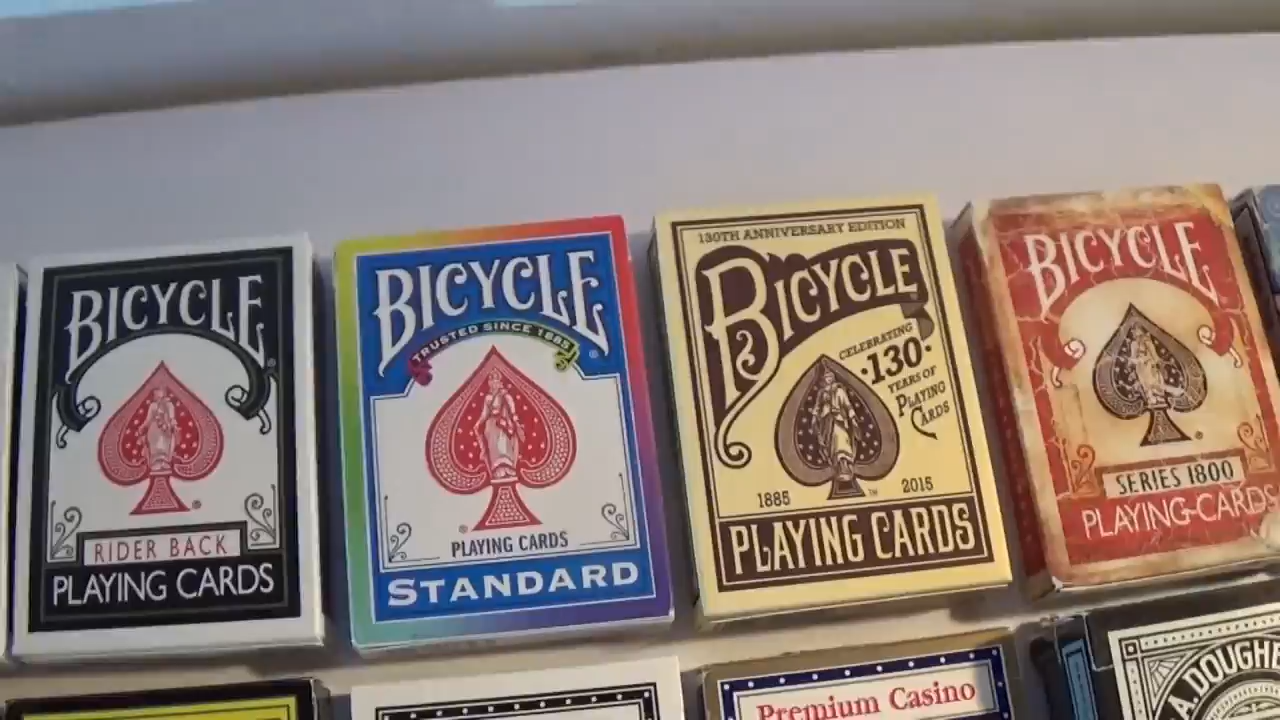 BICYCLE
RIDER BACK
PLAYING CARDS
BICYCLE
TRUSTED SINCE 1885
PLAYING CARDS
STANDARD
130TH ANNIVERSARY EDITION
BICYCLE
CELEBRATING
·130·
YEARS OF
PLAYING
CARDS
1885 2015
PLAYING CARDS
BICYCLE
SERIES 1800
PLAYING-CARDS
Premium Casino